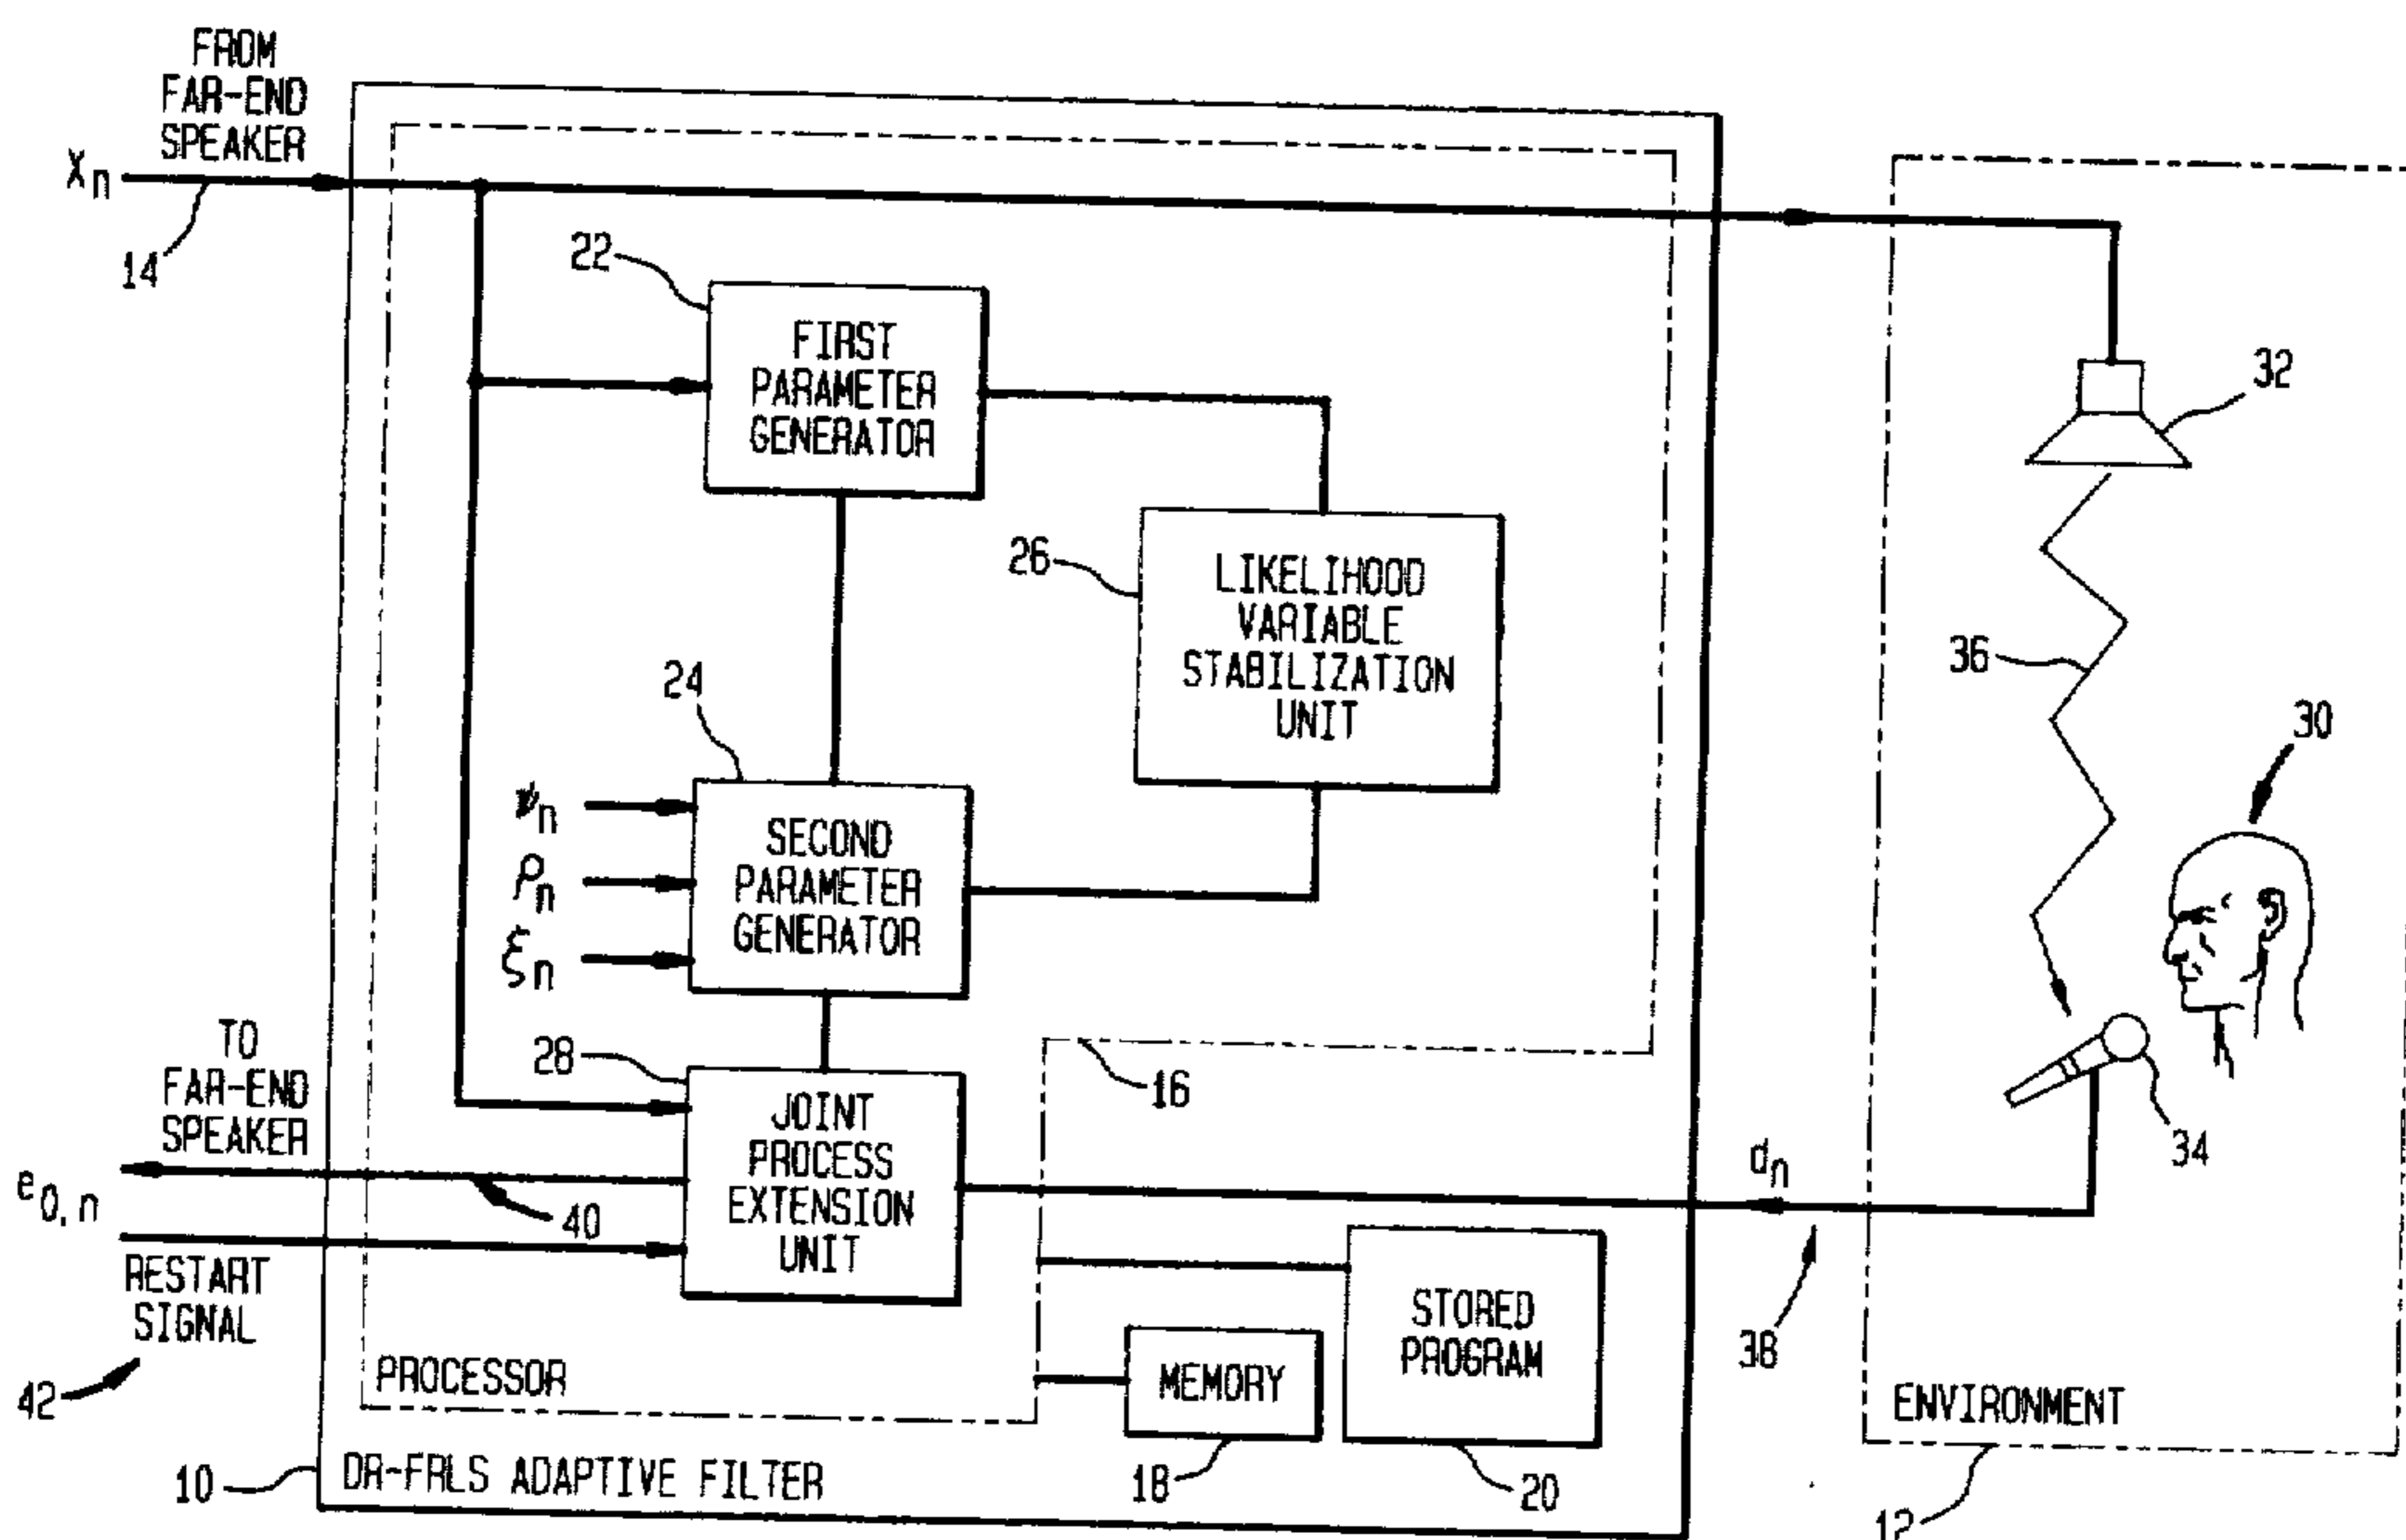 FROM
FAR-END
SPEAKER
Xn
14
22
FIRST
PARAMETER
GENERATOR
32
26
LIKELIHOOD
VARIABLE
STABILIZATION
UNIT
36
30
24
n
ρn
ξn
SECOND
PARAMETER
GENERATOR
TO
FAR-END
SPEAKER
28
JOINT
PROCESS
EXTENSION
UNIT
16
34
dn
e0,n
40
RESTART
SIGNAL
42
38
STORED
PROGRAM
MEMORY
PROCESSOR
ENVIRONMENT
10
DR-FRLS ADAPTIVE FILTER
18
20
12